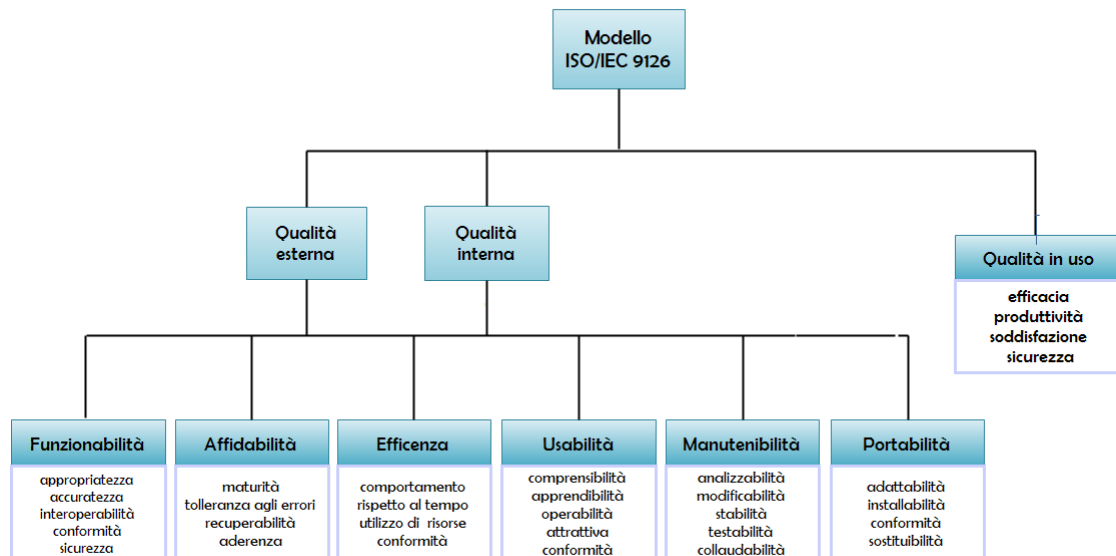 Modello
ISO/IEC 9126
Qualità
esterna
Qualità
interna
Qualità in uso
efficacia
produttività
soddisfazione
sicurezza
Funzionabilità
appropriatezza
accuratezza
interoperabilità
conformità
sicurezza
Affidabilità
maturità
tolleranza agli errori
recuperabilità
aderenza
Efficenza
comportamento
rispetto al tempo
utilizzo di risorse
conformità
Usabilità
comprensibilità
apprendibilità
operabilità
attrattiva
conformità
Manutenibilità
analizzabilità
modificabilità
stabilità
testabilità
collaudabilità
Portabilità
adattabilità
installabilità
conformità
sostituibilità